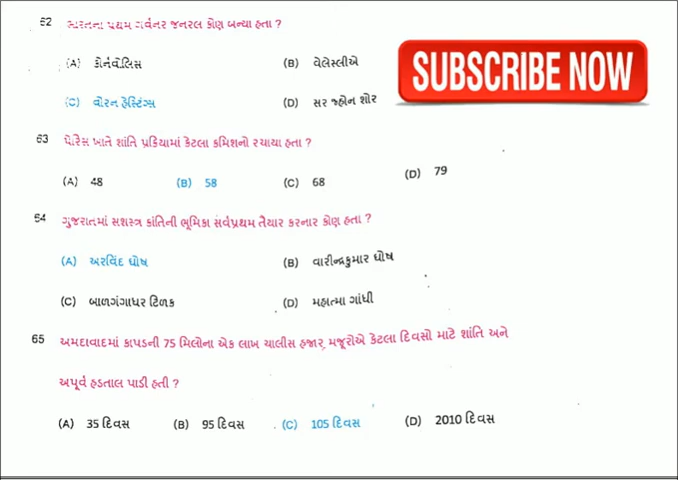 62 ભારતના પ્રથમ ગર્વનર જનરલ કોણ બન્યા હતા ?
(A) કોર્નવોલિસ (B) વેલેસ્લીએ
(C) વોરન હેસ્ટિંગ્સ (D) સર જ્હોન શોર
SUBSCRIBE NOW
63 પેરિસ ખાતે શાંતિ પ્રક્રિયામાં કેટલા કમિશનો રચાયા હતા ?
(A) 48 (B) 58 (C) 68 (D) 79
64 ગુજરાતમાં સશસ્ત્ર ક્રાંતિની ભૂમિકા સર્વપ્રથમ તૈયાર કરનાર કોણ હતા ?
(A) અરવિંદ ઘોષ (B) વારીન્દ્રકુમાર ઘોષ
(C) બાળગંગાધર ટિળક (D) મહાત્મા ગાંધી
65 અમદાવાદમાં કાપડની 75 મિલોના એક લાખ ચાલીસ હજાર, મજૂરોએ કેટલા દિવસો માટે શાંતિ અને
અપૂર્વ હડતાલ પાડી હતી ?
(A) 35 દિવસ (B) 95 દિવસ (C) 105 દિવસ (D) 2010 દિવસ